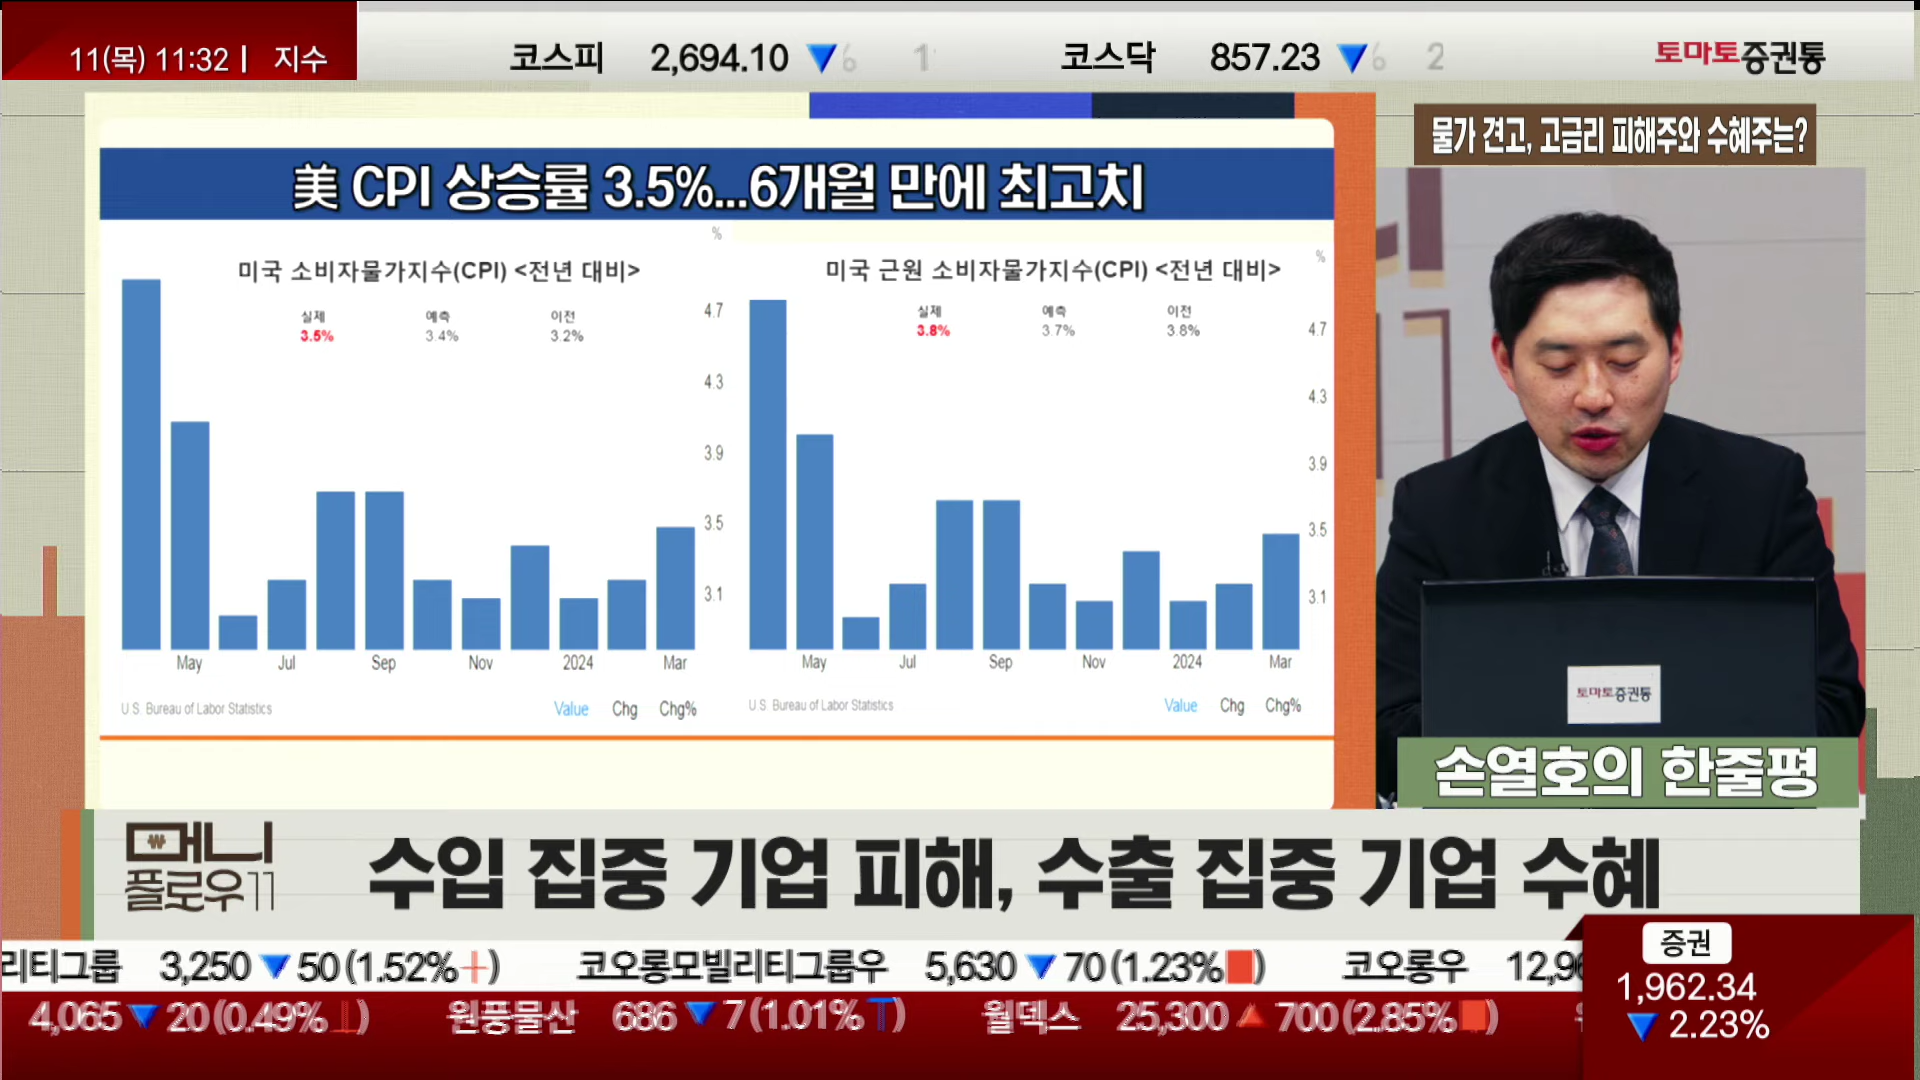 11(목) 11:32 | 지수
코스피 2,694.10 ▼
코스닥 857.23 ▼
토마토증권통
물가 견고, 고금리 피해주와 수혜주는?
美 CPI 상승률 3.5%...6개월 만에 최고치
미국 소비자물가지수(CPI) <전년 대비>
%
실제 예측 이전
3.5% 3.4% 3.2%
4.7
4.3
3.9
3.5
3.1
May Jul Sep Nov 2024 Mar
U.S. Bureau of Labor Statistics
Value Chg Chg%
미국 근원 소비자물가지수(CPI) <전년 대비>
%
실제 예측 이전
3.8% 3.7% 3.8%
4.7
4.3
3.9
3.5
3.1
May Jul Sep Nov 2024 Mar
U.S. Bureau of Labor Statistics
Value Chg Chg%
토마토증권통
손열호의 한줄평
머니
플로우11
수입 집중 기업 피해, 수출 집중 기업 수혜
리티그룹 3,250 ▼ 50 (1.52%) 코오롱모빌리티그룹우 5,630 ▼ 70 (1.23%) 코오롱우
4,065 ▼ 20 (0.49%) 원풍물산 686 ▼ 7 (1.01%) 월덱스 25,300 ▲ 700 (2.85%)
증권
1,962.34
▼ 2.23%